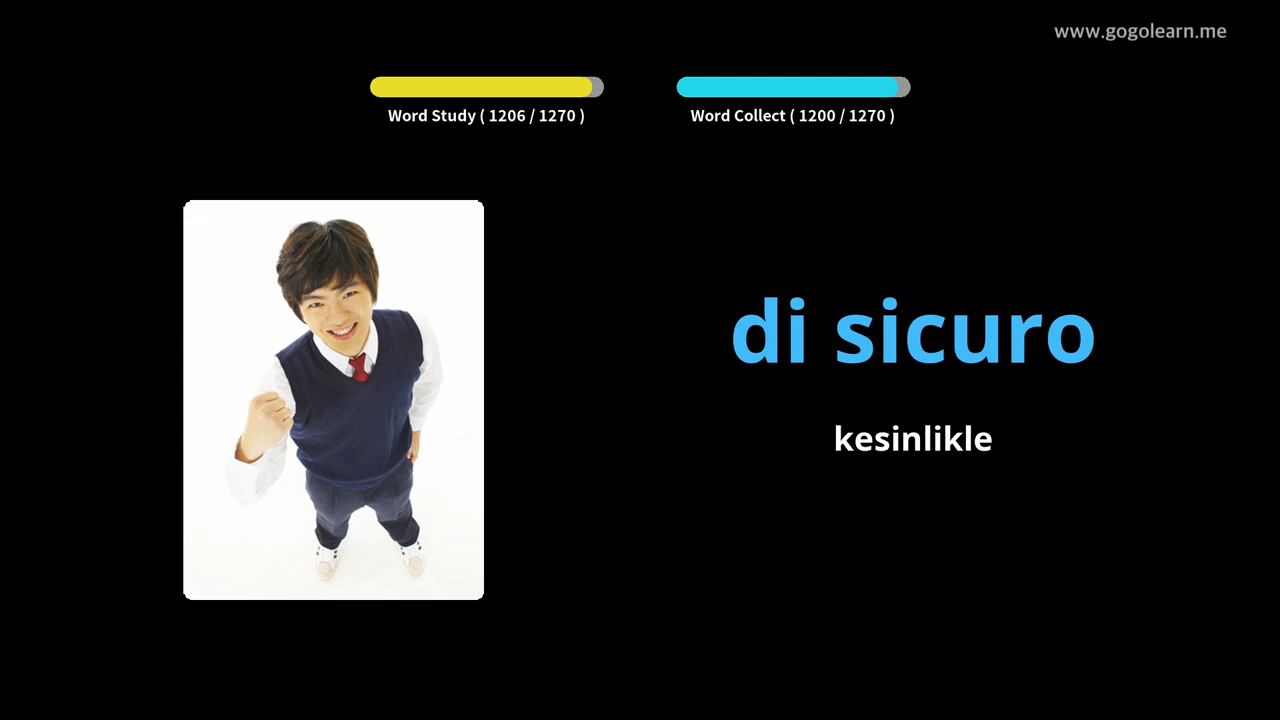 www.gogolearn.me
Word Study ( 1206 / 1270 )
Word Collect ( 1200 / 1270 )
di sicuro
kesinlikle